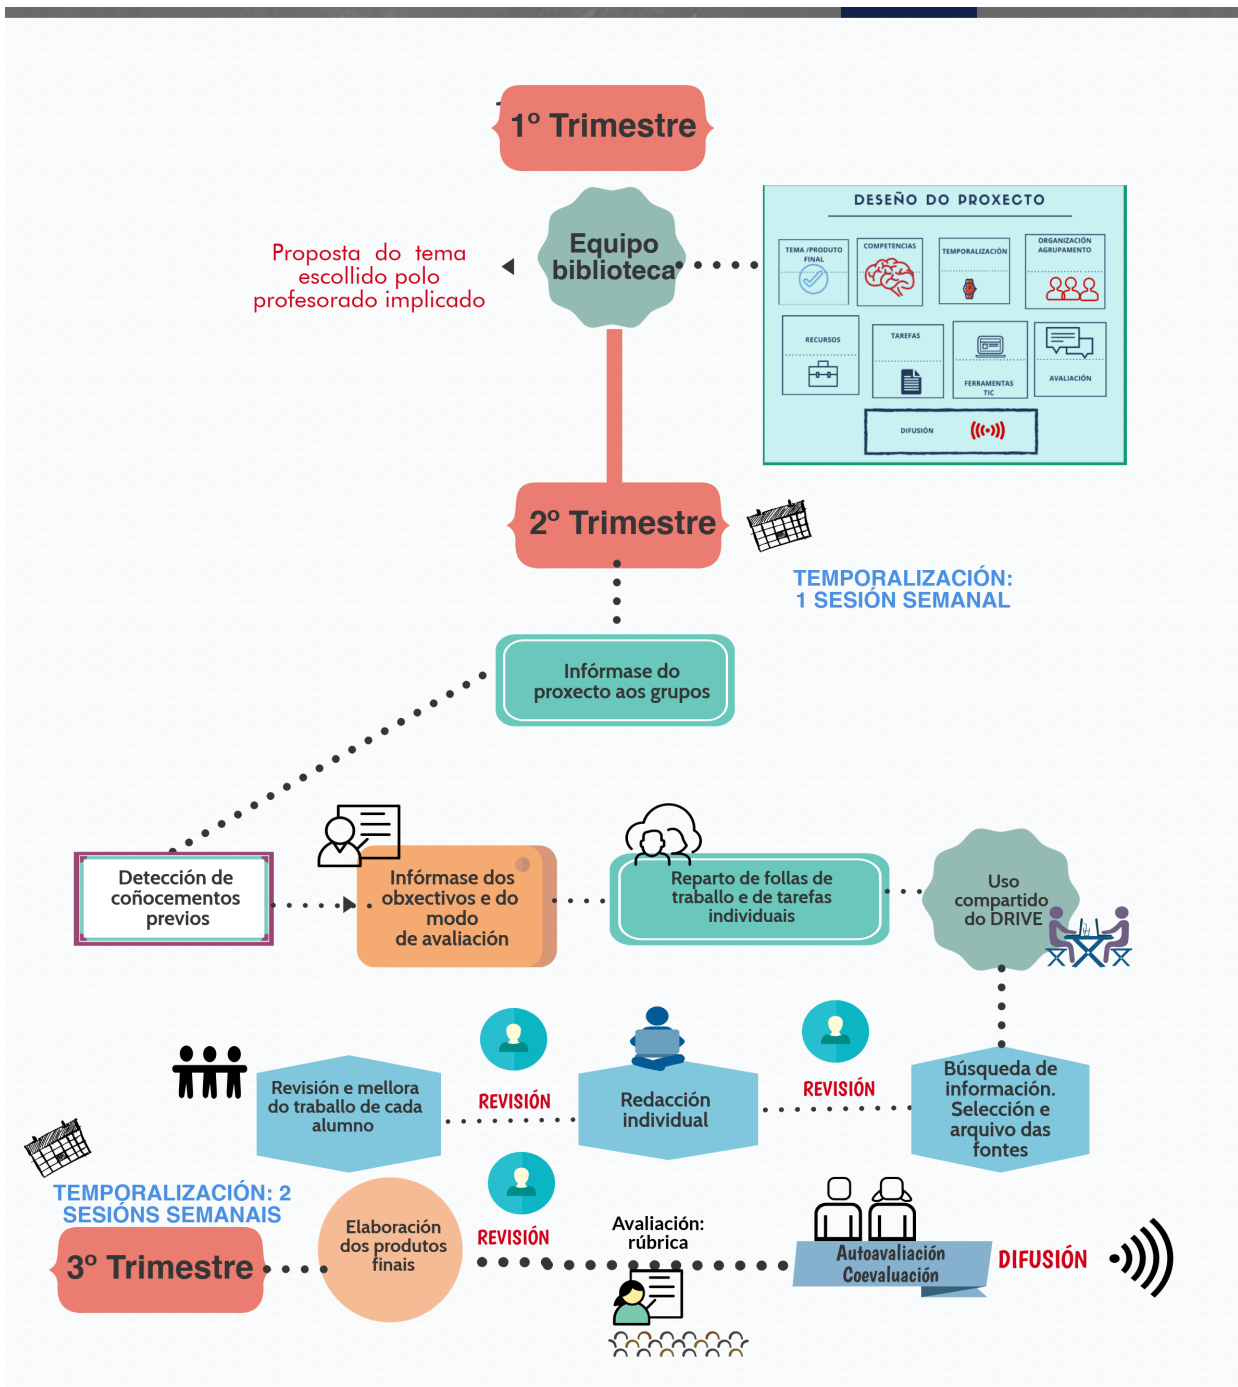 1º Trimestre
Equipo
biblioteca
Proposta do tema
escollido polo
profesorado implicado
DESEÑO DO PROXECTO
TEMA /PRODUTO
FINAL
COMPETENCIAS
TEMPORALIZACIÓN
ORGANIZACIÓN
AGRUPAMENTO
RECURSOS
TAREFAS
FERRAMENTAS
TIC
AVALIACIÓN
DIFUSIÓN
2º Trimestre
TEMPORALIZACIÓN:
1 SESIÓN SEMANAL
Infórmase do
proxecto aos grupos
Detección de
coñocementos
previos
Infórmase dos
obxectivos e do
modo
de avaliación
Reparto de follas de
traballo e de tarefas
individuais
Uso
compartido
do DRIVE
Búsqueda de
información.
Selección e
arquivo das
fontes
REVISIÓN
Redacción
individual
REVISIÓN
Revisión e mellora
do traballo de cada
alumno
TEMPORALIZACIÓN: 2
SESIÓNS SEMANAIS
3º Trimestre
Elaboración
dos produtos
finais
REVISIÓN
Avaliación:
rúbrica
Autoavaliación
Coevaluación
DIFUSIÓN